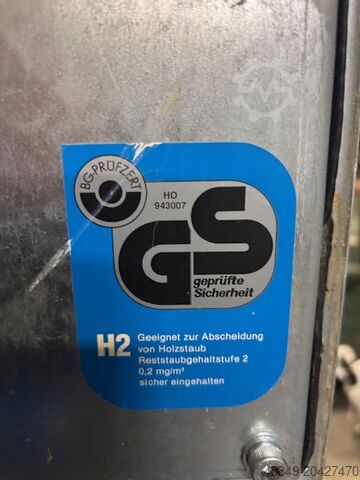 BG-PRÜFZERT
HO
943007
GS
geprüfte
Sicherheit
H2
Geeignet zur Abscheidung
von Holzstaub
Reststaubgehaltstufe 2
0,2 mg/m³
sicher eingehalten